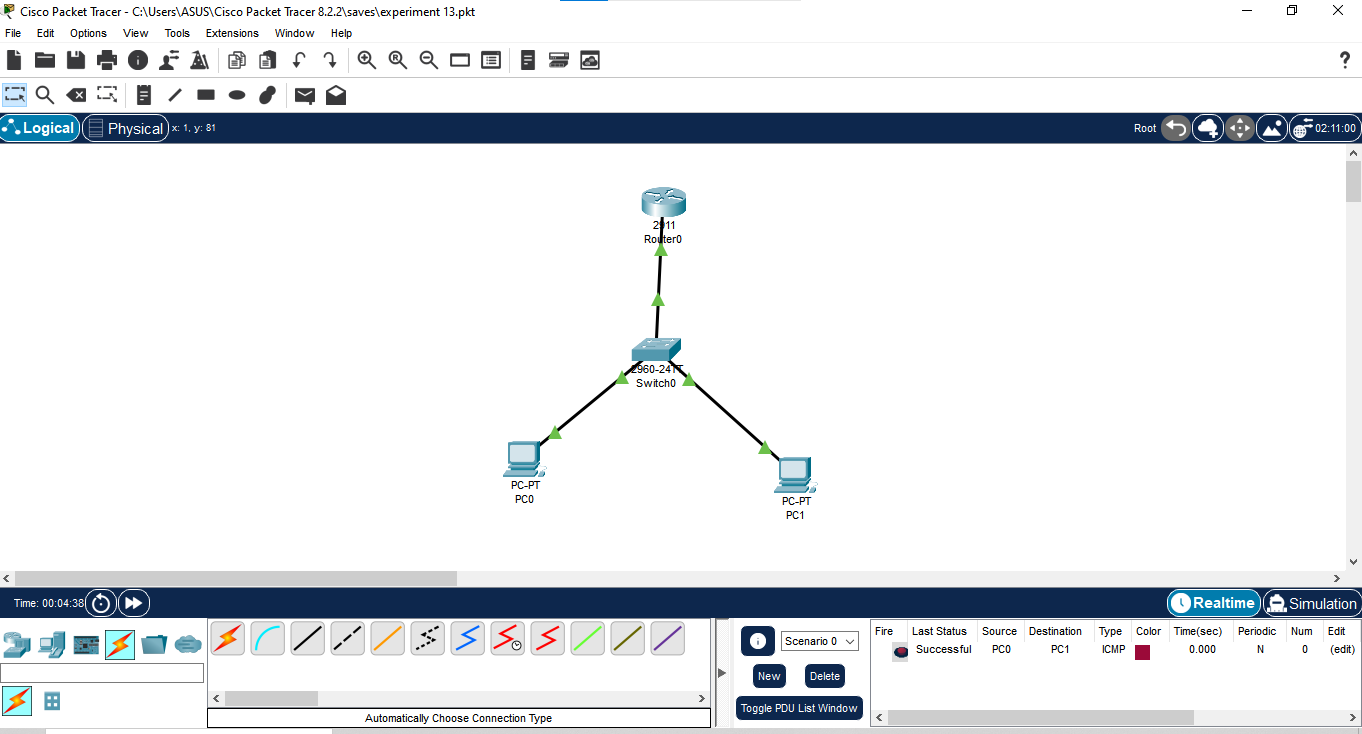 Cisco Packet Tracer - C:\Users\ASUS\Cisco Packet Tracer 8.2.2\saves\experiment 13.pkt
File Edit Options View Tools Extensions Window Help
?
Logical Physical x: 1, y: 81 Root 02:11:00
2911
Router0
2960-24TT
Switch0
PC-PT
PC0
PC-PT
PC1
Time: 00:04:38 Realtime Simulation
Scenario 0
New Delete
Toggle PDU List Window
Fire Last Status Source Destination Type Color Time(sec) Periodic Num Edit
Successful PC0 PC1 ICMP 0.000 N 0 (edit)
Automatically Choose Connection Type